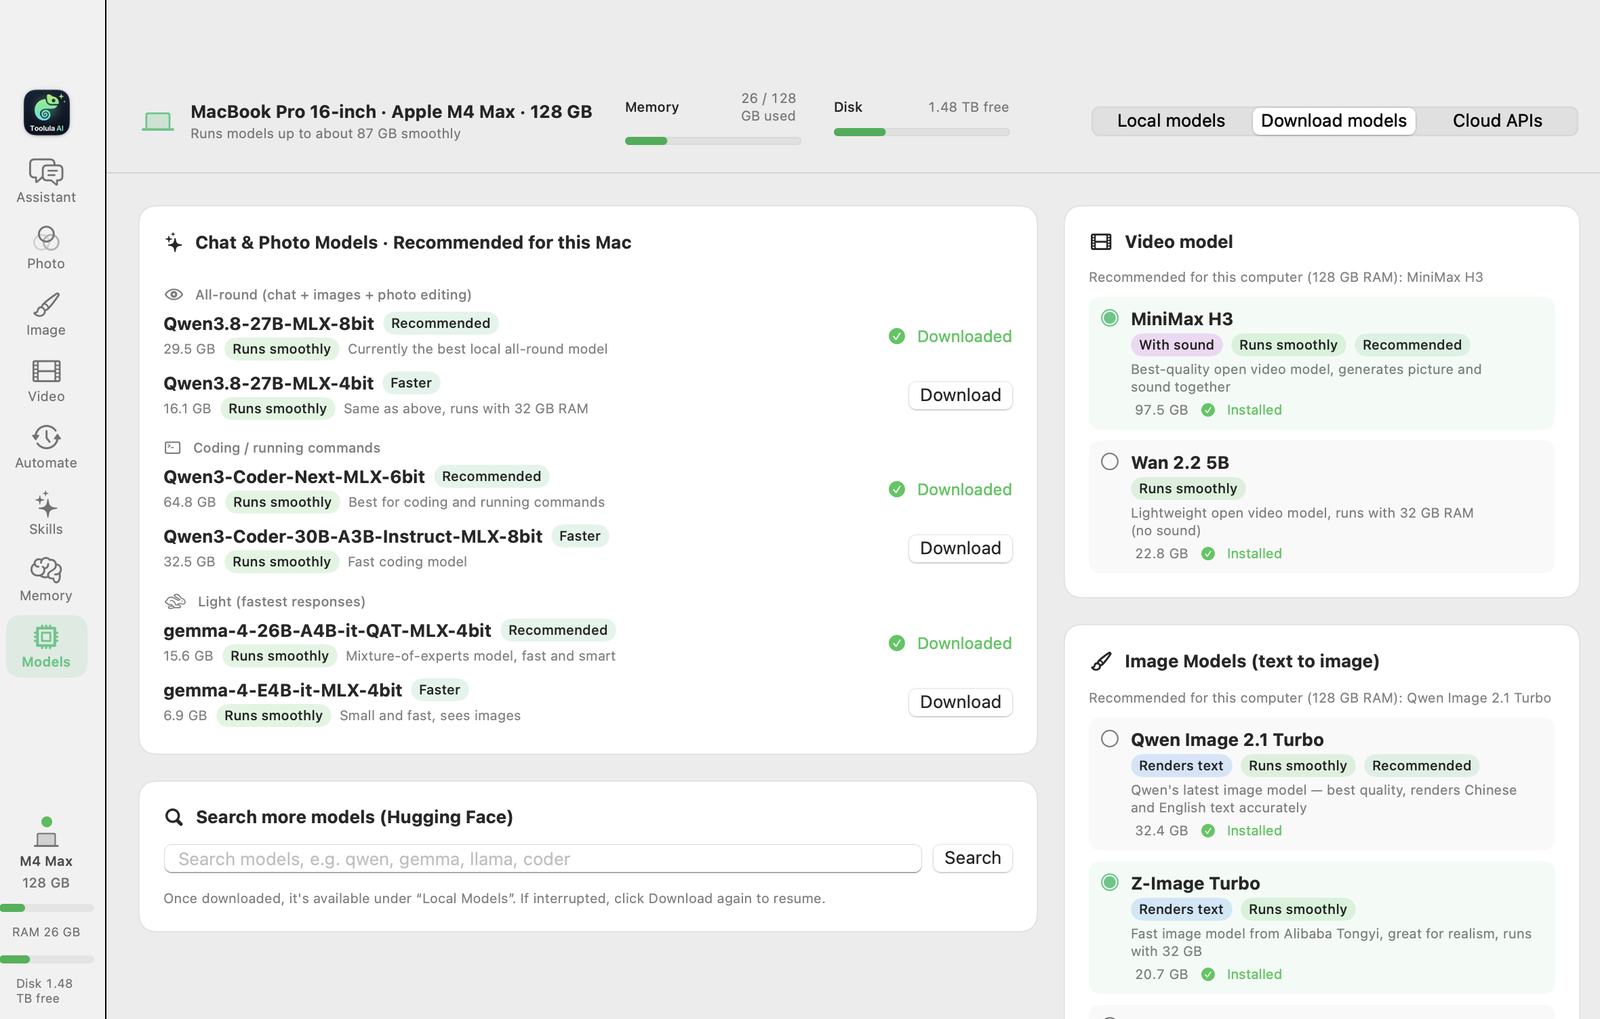 Toolula AI
Assistant
Photo
Image
Video
Automate
Skills
Memory
Models
M4 Max
128 GB
RAM 26 GB
Disk 1.48
TB free
MacBook Pro 16-inch · Apple M4 Max · 128 GB
Runs models up to about 87 GB smoothly
Memory
26 / 128
GB used
Disk
1.48 TB free
Local models
Download models
Cloud APIs
Chat & Photo Models · Recommended for this Mac
All-round (chat + images + photo editing)
Qwen3.8-27B-MLX-8bit Recommended
29.5 GB Runs smoothly Currently the best local all-round model
Downloaded
Qwen3.8-27B-MLX-4bit Faster
16.1 GB Runs smoothly Same as above, runs with 32 GB RAM
Download
Coding / running commands
Qwen3-Coder-Next-MLX-6bit Recommended
64.8 GB Runs smoothly Best for coding and running commands
Downloaded
Qwen3-Coder-30B-A3B-Instruct-MLX-8bit Faster
32.5 GB Runs smoothly Fast coding model
Download
Light (fastest responses)
gemma-4-26B-A4B-it-QAT-MLX-4bit Recommended
15.6 GB Runs smoothly Mixture-of-experts model, fast and smart
Downloaded
gemma-4-E4B-it-MLX-4bit Faster
6.9 GB Runs smoothly Small and fast, sees images
Download
Search more models (Hugging Face)
Search models, e.g. qwen, gemma, llama, coder
Search
Once downloaded, it's available under “Local Models”. If interrupted, click Download again to resume.
Video model
Recommended for this computer (128 GB RAM): MiniMax H3
MiniMax H3
With sound Runs smoothly Recommended
Best-quality open video model, generates picture and
sound together
97.5 GB Installed
Wan 2.2 5B
Runs smoothly
Lightweight open video model, runs with 32 GB RAM
(no sound)
22.8 GB Installed
Image Models (text to image)
Recommended for this computer (128 GB RAM): Qwen Image 2.1 Turbo
Qwen Image 2.1 Turbo
Renders text Runs smoothly Recommended
Qwen's latest image model — best quality, renders Chinese
and English text accurately
32.4 GB Installed
Z-Image Turbo
Renders text Runs smoothly
Fast image model from Alibaba Tongyi, great for realism, runs
with 32 GB
20.7 GB Installed